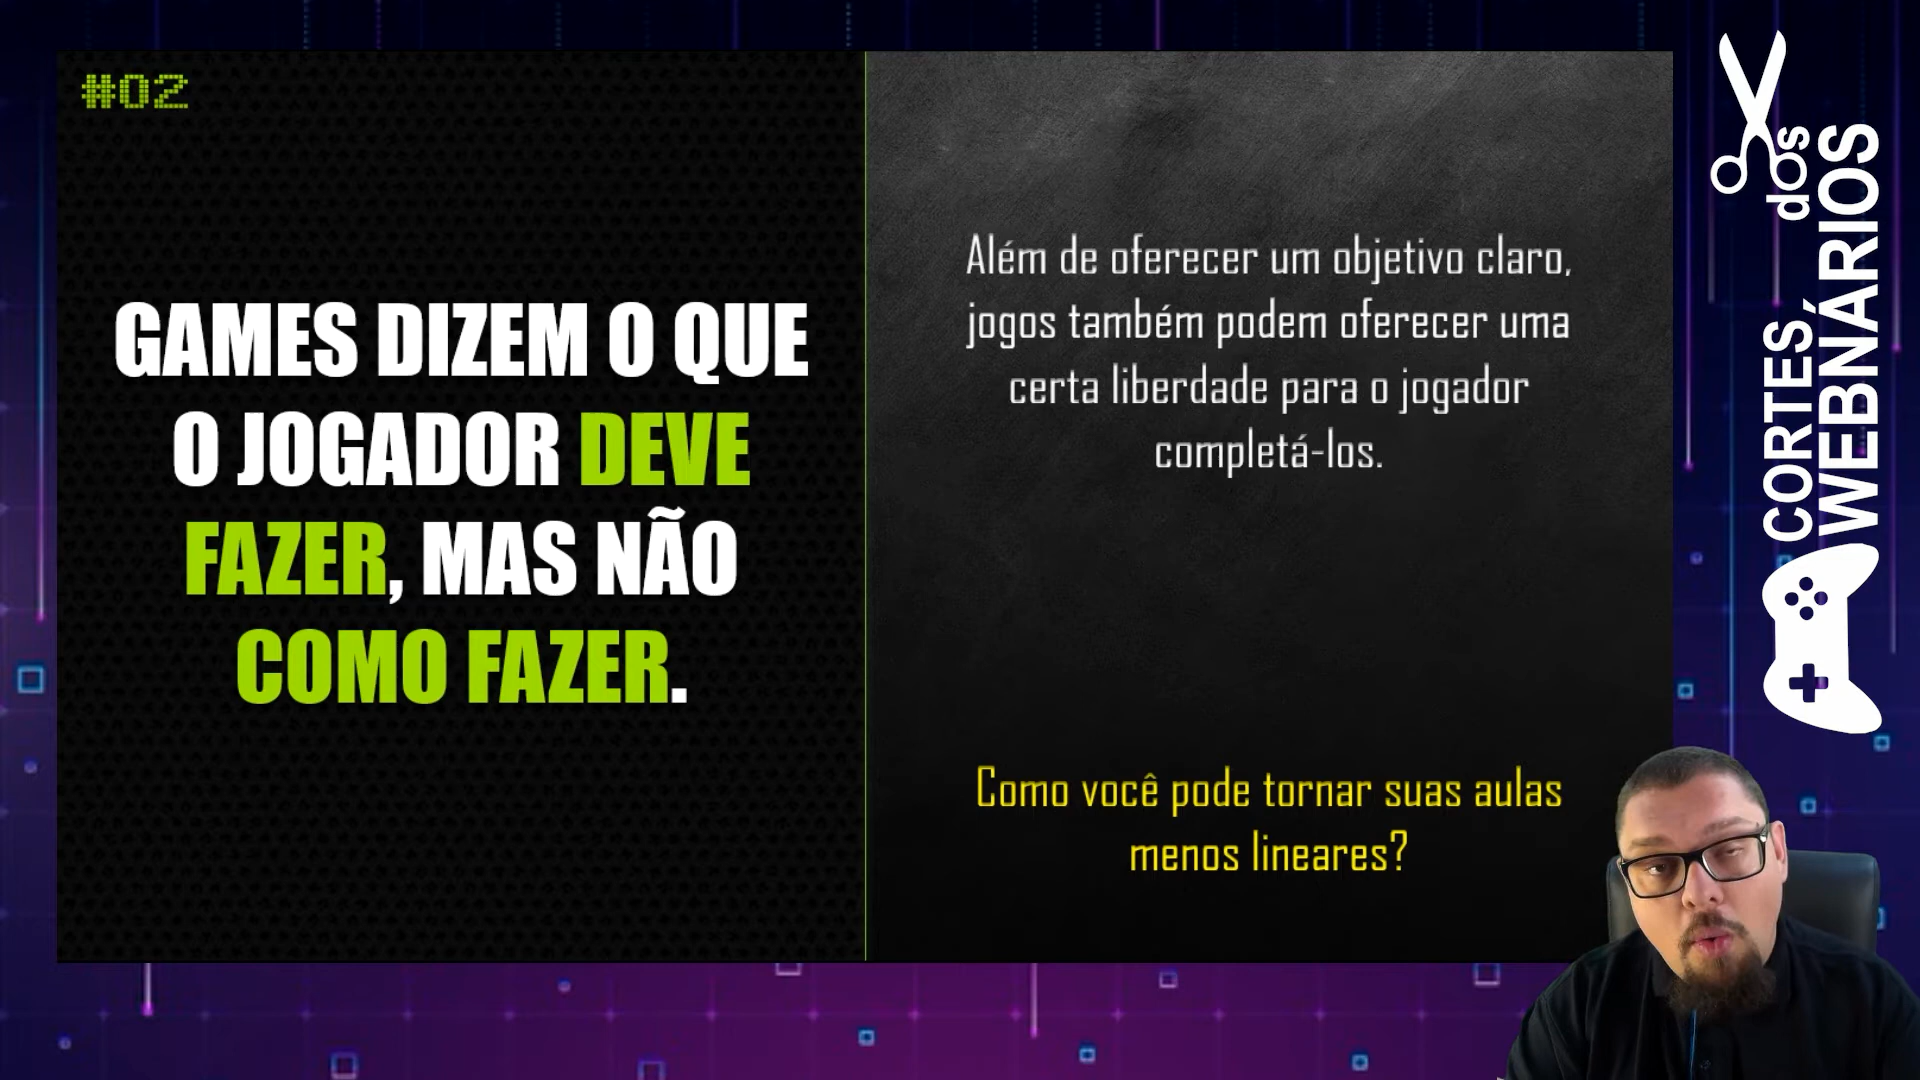 #02
GAMES DIZEM O QUE
O JOGADOR DEVE
FAZER, MAS NÃO
COMO FAZER.
Além de oferecer um objetivo claro,
jogos também podem oferecer uma
certa liberdade para o jogador
completá-los.
Como você pode tornar suas aulas
menos lineares?
CORTES dos
WEBNÁRIOS